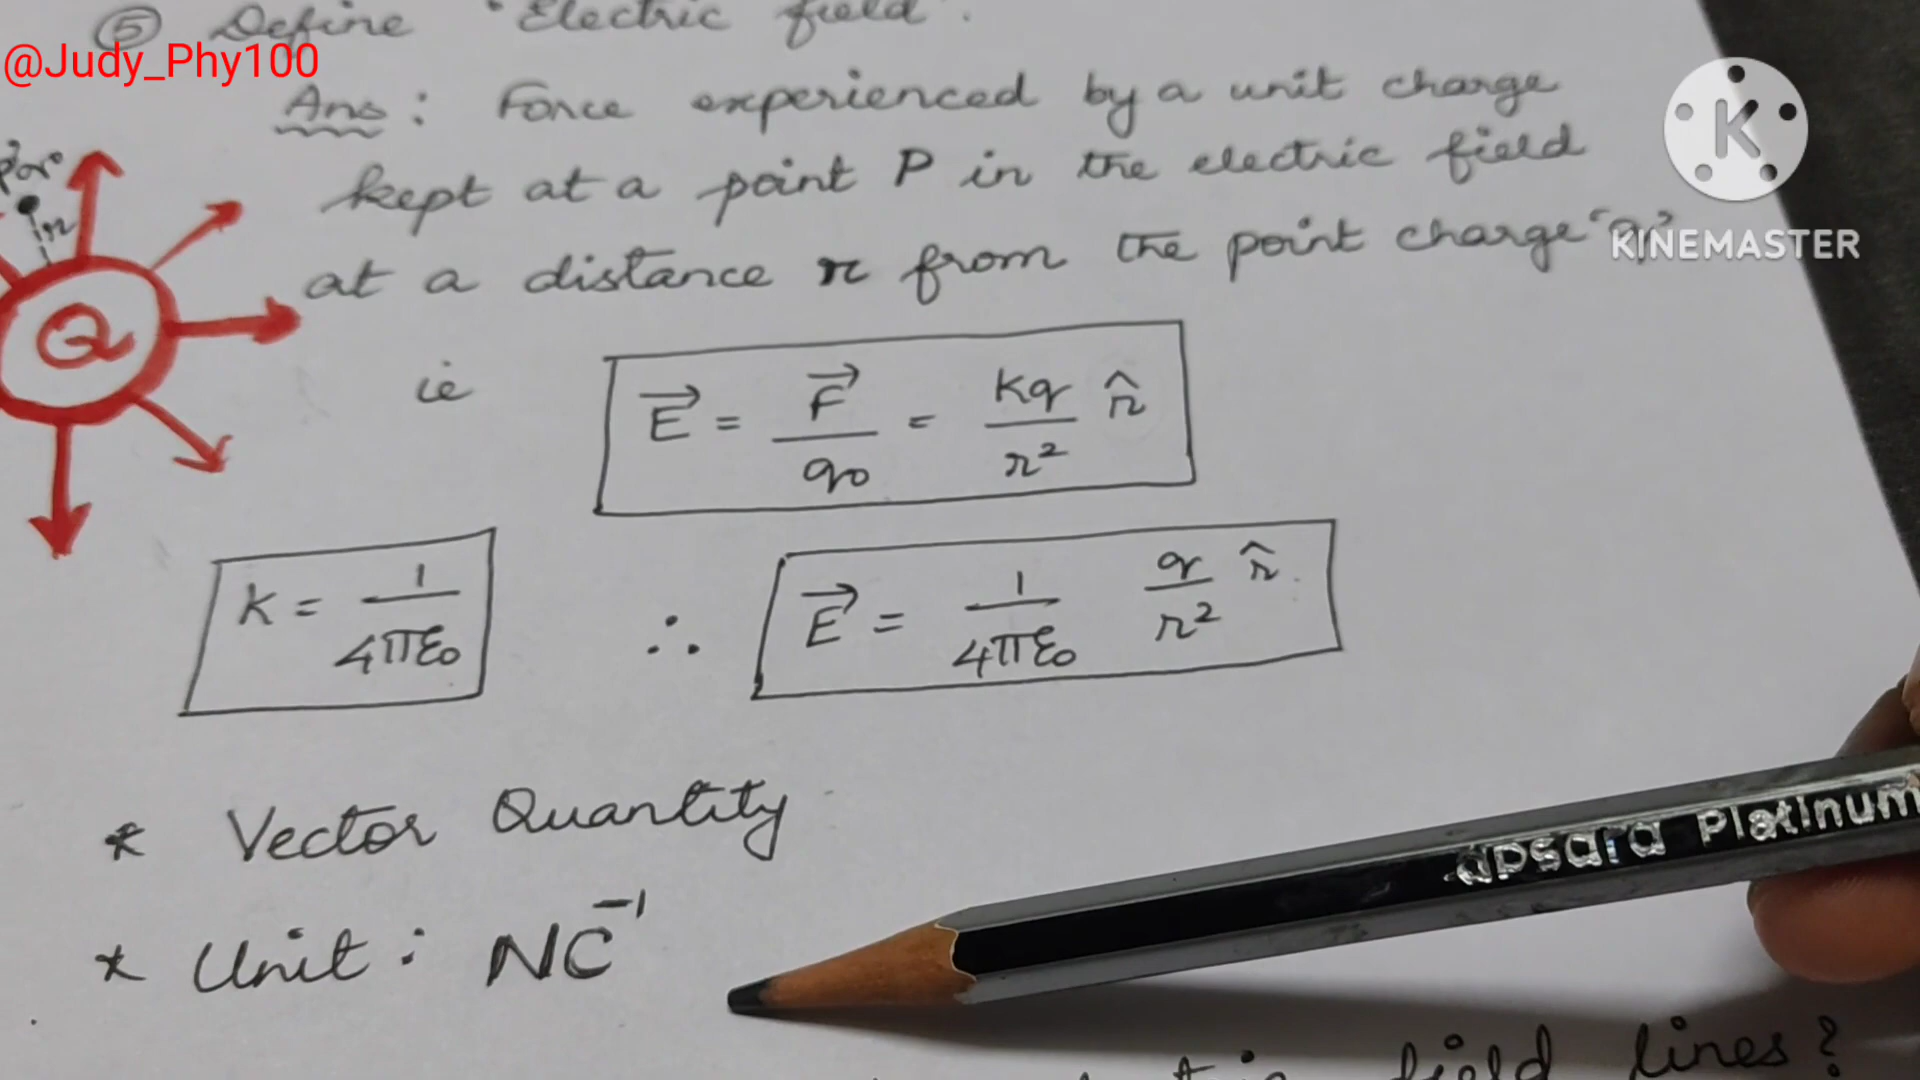 ⑤ Define "Electric field".
@Judy_Phy100
Ans: Force experienced by a unit charge
kept at a point P in the electric field
at a distance r from the point charge 'q'
KINEMASTER
K
Q
r
ie E⃗ = F⃗/q₀ = Kq/r² r̂
K = 1/4πε₀ ∴ E⃗ = 1/4πε₀ q/r² r̂.
* Vector Quantity
* Unit: NC⁻¹
apsara Platinum
field lines?